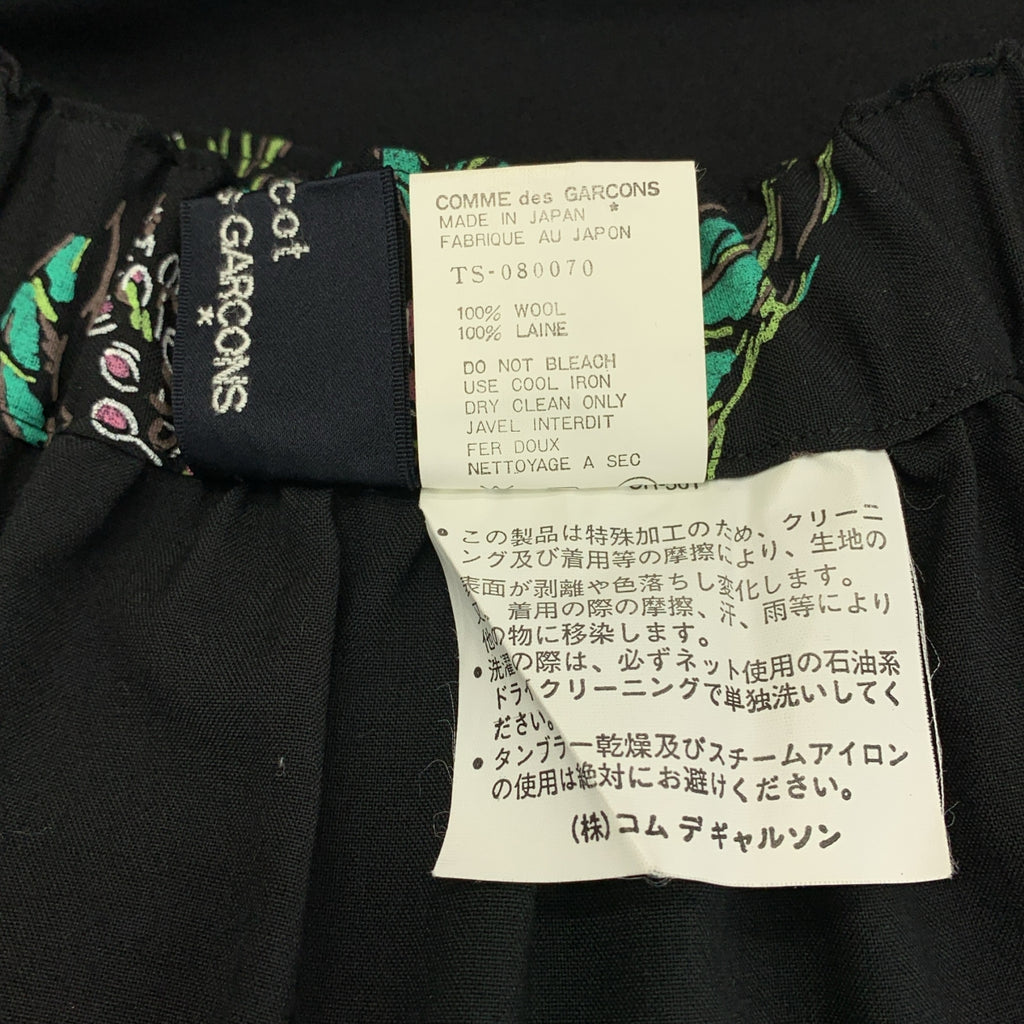 cot
GARCONS
*
COMME des GARCONS
*
MADE IN JAPAN
FABRIQUE AU JAPON
TS-080070
100% WOOL
100% LAINE
DO NOT BLEACH
USE COOL IRON
DRY CLEAN ONLY
JAVEL INTERDIT
FER DOUX
NETTOYAGE A SEC
• この製品は特殊加工のため、クリーニ
ング及び着用等の摩擦により、生地の
表面が剥離や色落ちし変化します。
着用の際の摩擦、汗、雨等により
他の物に移染します。
• 洗濯の際は、必ずネット使用の石油系
ドライクリーニングで単独洗いしてく
ださい。
• タンブラー乾燥及びスチームアイロン
の使用は絶対にお避けください。
(株)コム デギャルソン